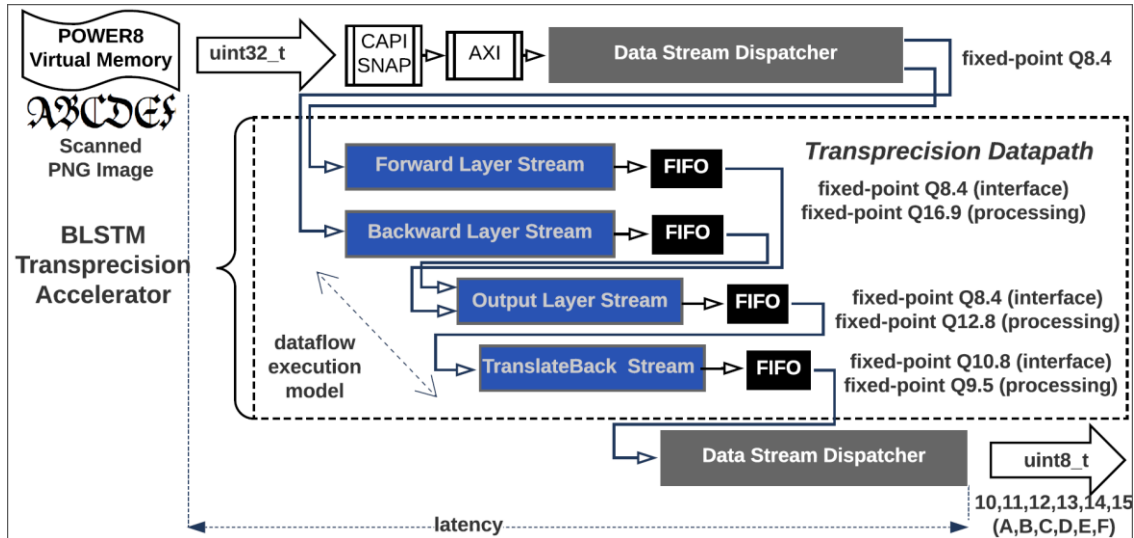 POWER8
Virtual Memory
uint32_t
CAPI
SNAP
AXI
Data Stream Dispatcher
fixed-point Q8.4
ABCDEF
Scanned
PNG Image
BLSTM
Transprecision
Accelerator
Transprecision Datapath
Forward Layer Stream
FIFO
fixed-point Q8.4 (interface)
fixed-point Q16.9 (processing)
Backward Layer Stream
FIFO
Output Layer Stream
FIFO
fixed-point Q8.4 (interface)
fixed-point Q12.8 (processing)
dataflow
execution
model
TranslateBack Stream
FIFO
fixed-point Q10.8 (interface)
fixed-point Q9.5 (processing)
Data Stream Dispatcher
uint8_t
10,11,12,13,14,15
(A,B,C,D,E,F)
latency